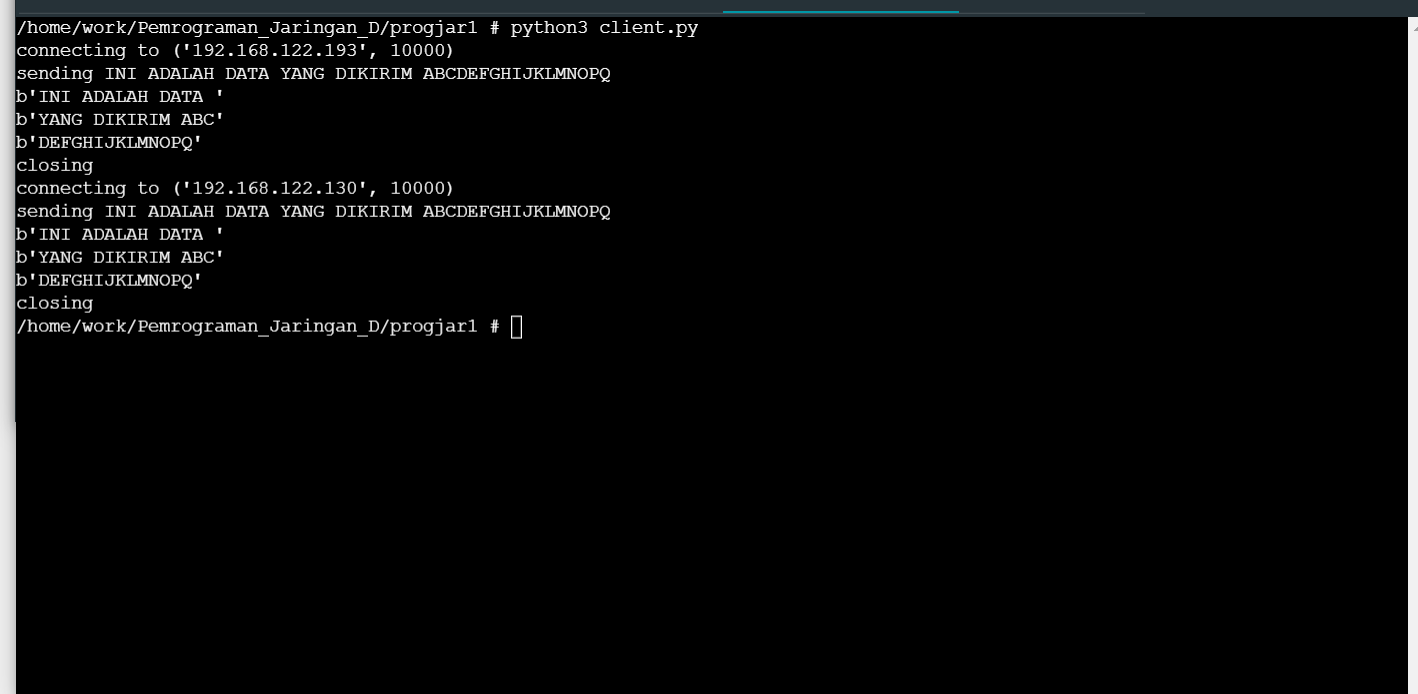 /home/work/Pemrograman_Jaringan_D/progjar1 # python3 client.py
connecting to ('192.168.122.193', 10000)
sending INI ADALAH DATA YANG DIKIRIM ABCDEFGHIJKLMNOPQ
b'INI ADALAH DATA '
b'YANG DIKIRIM ABC'
b'DEFGHIJKLMNOPQ'
closing
connecting to ('192.168.122.130', 10000)
sending INI ADALAH DATA YANG DIKIRIM ABCDEFGHIJKLMNOPQ
b'INI ADALAH DATA '
b'YANG DIKIRIM ABC'
b'DEFGHIJKLMNOPQ'
closing
/home/work/Pemrograman_Jaringan_D/progjar1 #